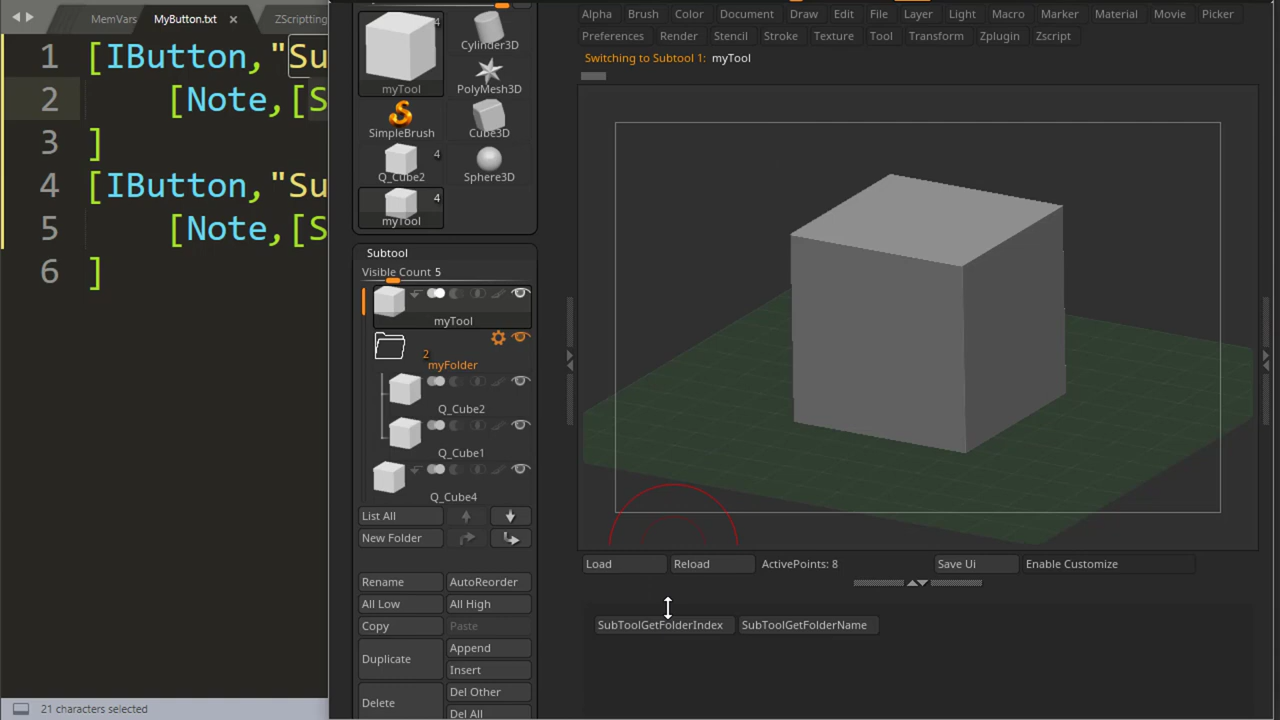 MemVars MyButton.txt × ZScriptting
1 [IButton,"Su
2 [Note,[S
3 ]
4 [IButton,"Su
5 [Note,[S
6 ]
21 characters selected
4
myTool
Cylinder3D
PolyMesh3D
SimpleBrush
Cube3D
4
Q_Cube2
Sphere3D
4
myTool
Subtool
Visible Count 5
myTool
2
myFolder
Q_Cube2
Q_Cube1
Q_Cube4
List All
New Folder
Rename AutoReorder
All Low All High
Copy Paste
Duplicate Append
Insert
Delete Del Other
Del All
Alpha Brush Color Document Draw Edit File Layer Light Macro Marker Material Movie Picker
Preferences Render Stencil Stroke Texture Tool Transform Zplugin Zscript
Switching to Subtool 1: myTool
Load Reload ActivePoints: 8 Save Ui Enable Customize
SubToolGetFolderIndex SubToolGetFolderName